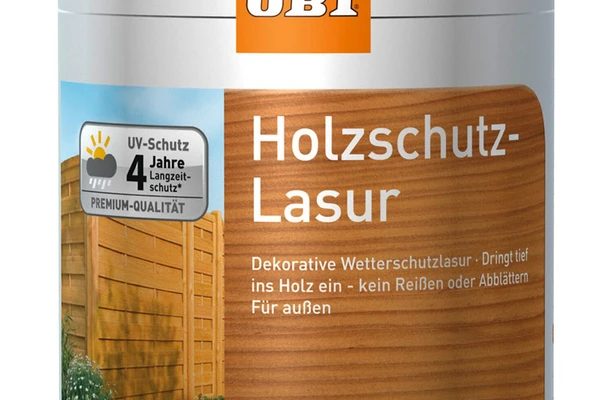 OBI®
UV-Schutz
4 Jahre
Langzeit-
schutz*
PREMIUM-QUALITÄT
Holzschutz-
Lasur
Dekorative Wetterschutzlasur · Dringt tief
ins Holz ein - kein Reißen oder Abblättern
Für außen